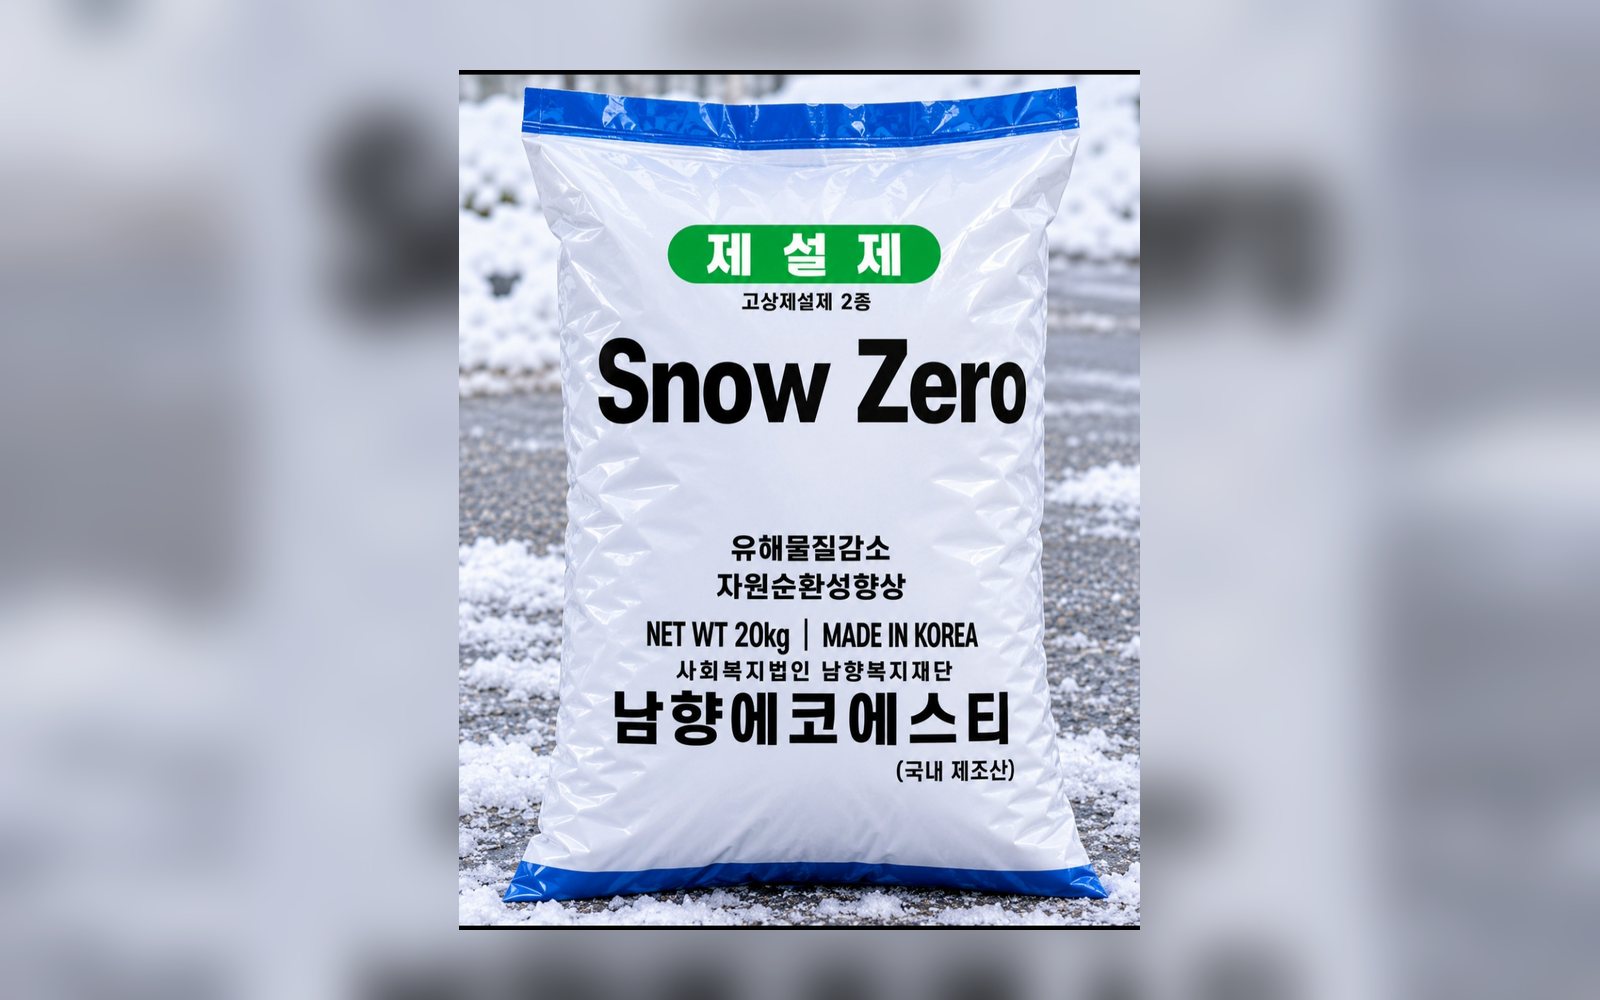 제설제
고상제설제 2종
Snow Zero
유해물질감소
자원순환성향상
NET WT 20kg | MADE IN KOREA
사회복지법인 남향복지재단
남향에코에스티
(국내 제조산)